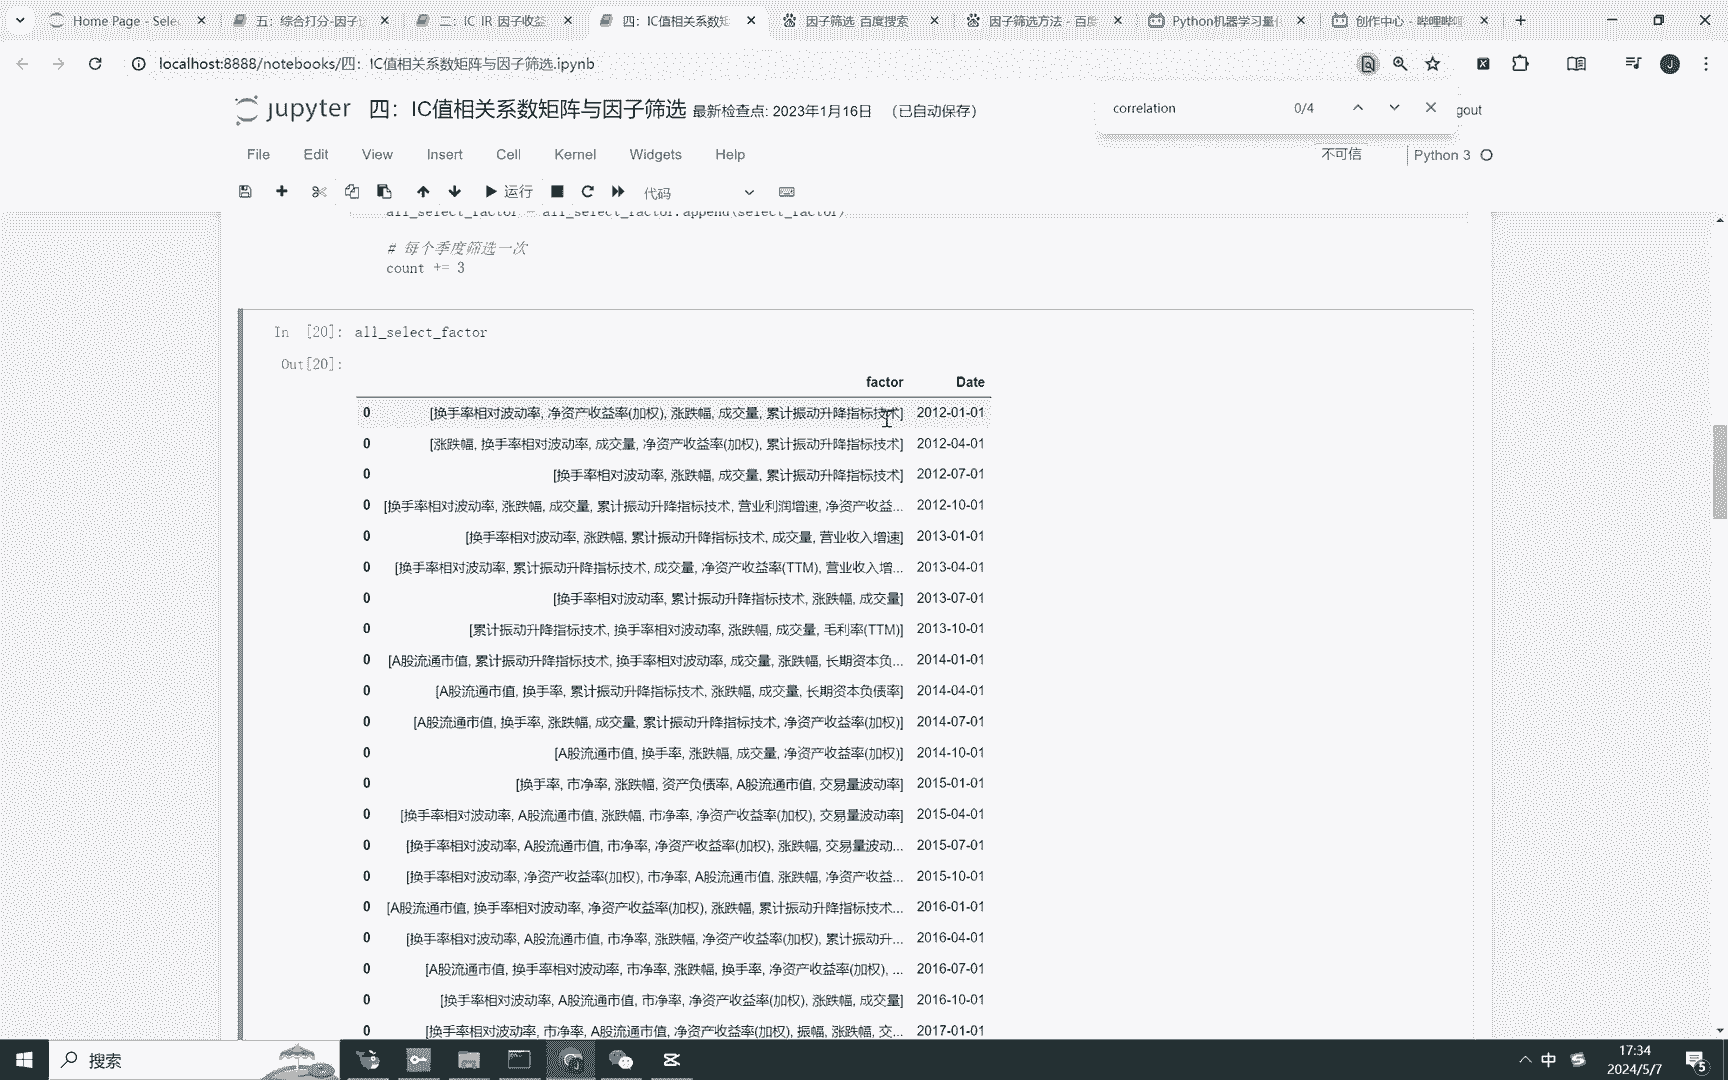 Home Page - Selec
五：综合打分-因子过
二：IC_IR_因子收益
四：IC值相关系数矩
因子筛选_百度搜索
因子筛选方法 - 百度
Python机器学习量化
创作中心 - 哔哩哔哩
localhost:8888/notebooks/四：IC值相关系数矩阵与因子筛选.ipynb
jupyter 四：IC值相关系数矩阵与因子筛选 最新检查点: 2023年1月16日 (已自动保存)
correlation 0/4
gout
File Edit View Insert Cell Kernel Widgets Help
不可信 Python 3
运行 代码
all_select_factor = all_select_factor.append(select_factor)
# 每个季度筛选一次
count += 3
In [20]: all_select_factor
Out[20]:
factor Date
0 [换手率相对波动率, 净资产收益率(加权), 涨跌幅, 成交量, 累计振动升降指标技术] 2012-01-01
0 [涨跌幅, 换手率相对波动率, 成交量, 净资产收益率(加权), 累计振动升降指标技术] 2012-04-01
0 [换手率相对波动率, 涨跌幅, 成交量, 累计振动升降指标技术] 2012-07-01
0 [换手率相对波动率, 涨跌幅, 成交量, 累计振动升降指标技术, 营业利润增速, 净资产收益... 2012-10-01
0 [换手率相对波动率, 涨跌幅, 累计振动升降指标技术, 成交量, 营业收入增速] 2013-01-01
0 [换手率相对波动率, 累计振动升降指标技术, 成交量, 净资产收益率(TTM), 营业收入增... 2013-04-01
0 [换手率相对波动率, 累计振动升降指标技术, 涨跌幅, 成交量] 2013-07-01
0 [累计振动升降指标技术, 换手率相对波动率, 涨跌幅, 成交量, 毛利率(TTM)] 2013-10-01
0 [A股流通市值, 累计振动升降指标技术, 换手率相对波动率, 成交量, 涨跌幅, 长期资本负... 2014-01-01
0 [A股流通市值, 换手率, 累计振动升降指标技术, 涨跌幅, 成交量, 长期资本负债率] 2014-04-01
0 [A股流通市值, 换手率, 涨跌幅, 成交量, 累计振动升降指标技术, 净资产收益率(加权)] 2014-07-01
0 [A股流通市值, 换手率, 涨跌幅, 成交量, 净资产收益率(加权)] 2014-10-01
0 [换手率, 市净率, 涨跌幅, 资产负债率, A股流通市值, 交易量波动率] 2015-01-01
0 [换手率相对波动率, A股流通市值, 涨跌幅, 市净率, 净资产收益率(加权), 交易量波动率] 2015-04-01
0 [换手率相对波动率, A股流通市值, 市净率, 净资产收益率(加权), 涨跌幅, 交易量波动... 2015-07-01
0 [换手率相对波动率, 净资产收益率(加权), 市净率, A股流通市值, 涨跌幅, 净资产收益... 2015-10-01
0 [A股流通市值, 换手率相对波动率, 净资产收益率(加权), 涨跌幅, 累计振动升降指标技术... 2016-01-01
0 [换手率相对波动率, A股流通市值, 市净率, 涨跌幅, 净资产收益率(加权), 累计振动升... 2016-04-01
0 [A股流通市值, 换手率相对波动率, 市净率, 涨跌幅, 换手率, 净资产收益率(加权), ... 2016-07-01
0 [换手率相对波动率, A股流通市值, 市净率, 净资产收益率(加权), 涨跌幅, 成交量] 2016-10-01
0 [换手率相对波动率, 市净率, A股流通市值, 净资产收益率(加权), 振幅, 涨跌幅, 交... 2017-01-01
搜索
中
17:34
2024/5/7
5